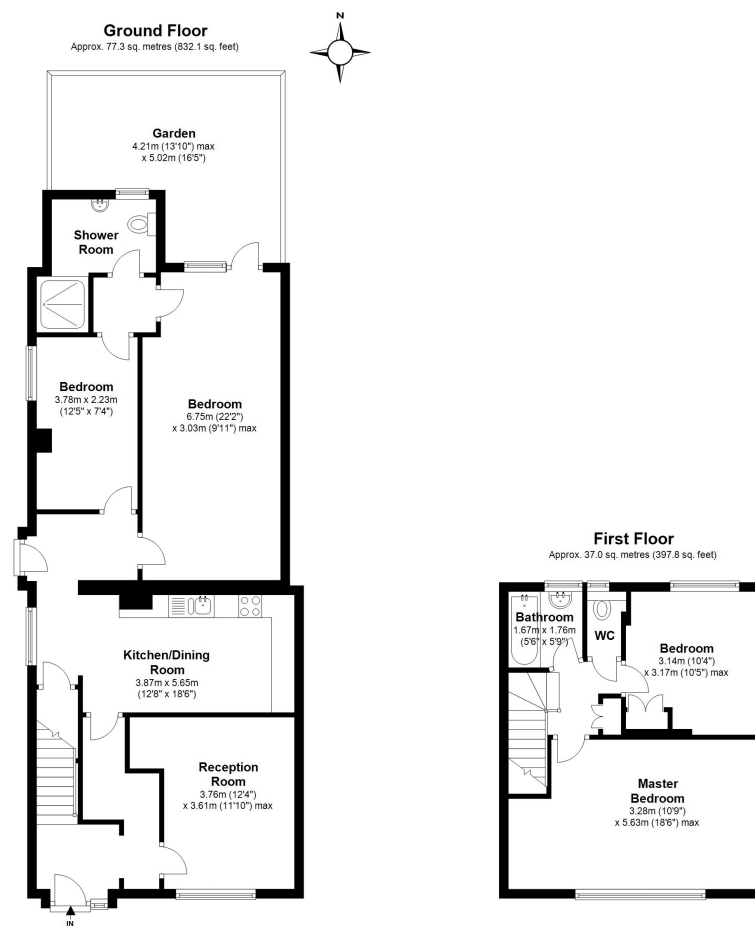 Ground Floor
Approx. 77.3 sq. metres (832.1 sq. feet)
N
Garden
4.21m (13'10") max
x 5.02m (16'5")
Shower
Room
Bedroom
3.78m x 2.23m
(12'5" x 7'4")
Bedroom
6.75m (22'2")
x 3.03m (9'11") max
Kitchen/Dining
Room
3.87m x 5.65m
(12'8" x 18'6")
Reception
Room
3.76m (12'4")
x 3.61m (11'10") max
IN
First Floor
Approx. 37.0 sq. metres (397.8 sq. feet)
Bathroom
1.67m x 1.76m
(5'6" x 5'9")
WC
Bedroom
3.14m (10'4")
x 3.17m (10'5") max
Master
Bedroom
3.28m (10'9")
x 5.63m (18'6") max